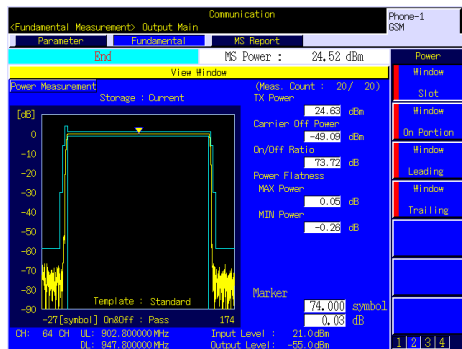 Communication
Phone-1
<Fundamental Measurement> Output Main
GSM
Parameter Fundamental MS Report
End MS Power : 24.52 dBm Power
View Window
Power Measurement (Meas. Count : 20/ 20)
Storage : Current TX Power
24.63 dBm
Carrier Off Power
-49.09 dBm
On/Off Ratio
73.72 dB
Power Flatness
MAX Power
0.05 dB
MIN Power
-0.26 dB
[dB]
0
-10
-20
-30
-40
-50
-60
-70
-80
-90
Template : Standard
-27[symbol] On&Off : Pass 174
Marker
74.000 symbol
0.03 dB
CH: 64 CH UL: 902.800000MHz Input Level : 21.0dBm
DL: 947.800000MHz Output Level: -55.0dBm
Window
Slot
Window
On Portion
Window
Leading
Window
Trailing
1 2 3 4